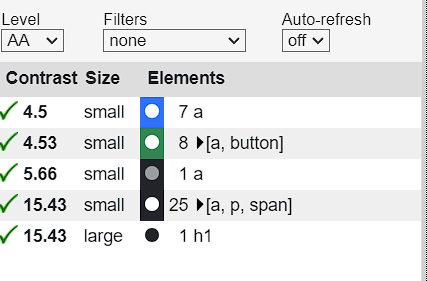 Level Filters Auto-refresh
AA none off
Contrast Size Elements
4.5 small 7 a
4.53 small 8 [a, button]
5.66 small 1 a
15.43 small 25 [a, p, span]
15.43 large 1 h1